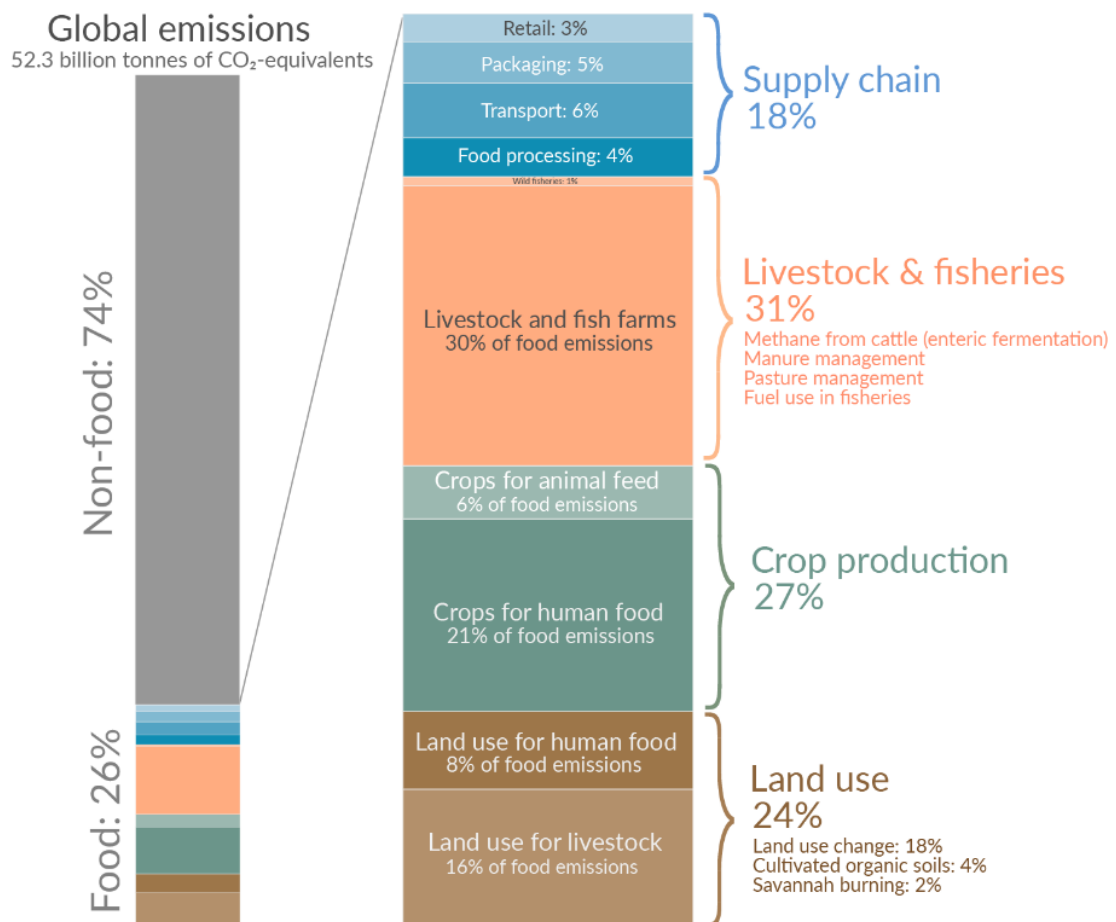 Global emissions
52.3 billion tonnes of CO₂-equivalents
Non-food: 74%
Food: 26%
Retail: 3%
Packaging: 5%
Transport: 6%
Food processing: 4%
Wild fisheries: 1%
Livestock and fish farms
30% of food emissions
Crops for animal feed
6% of food emissions
Crops for human food
21% of food emissions
Land use for human food
8% of food emissions
Land use for livestock
16% of food emissions
Supply chain
18%
Livestock & fisheries
31%
Methane from cattle (enteric fermentation)
Manure management
Pasture management
Fuel use in fisheries
Crop production
27%
Land use
24%
Land use change: 18%
Cultivated organic soils: 4%
Savannah burning: 2%